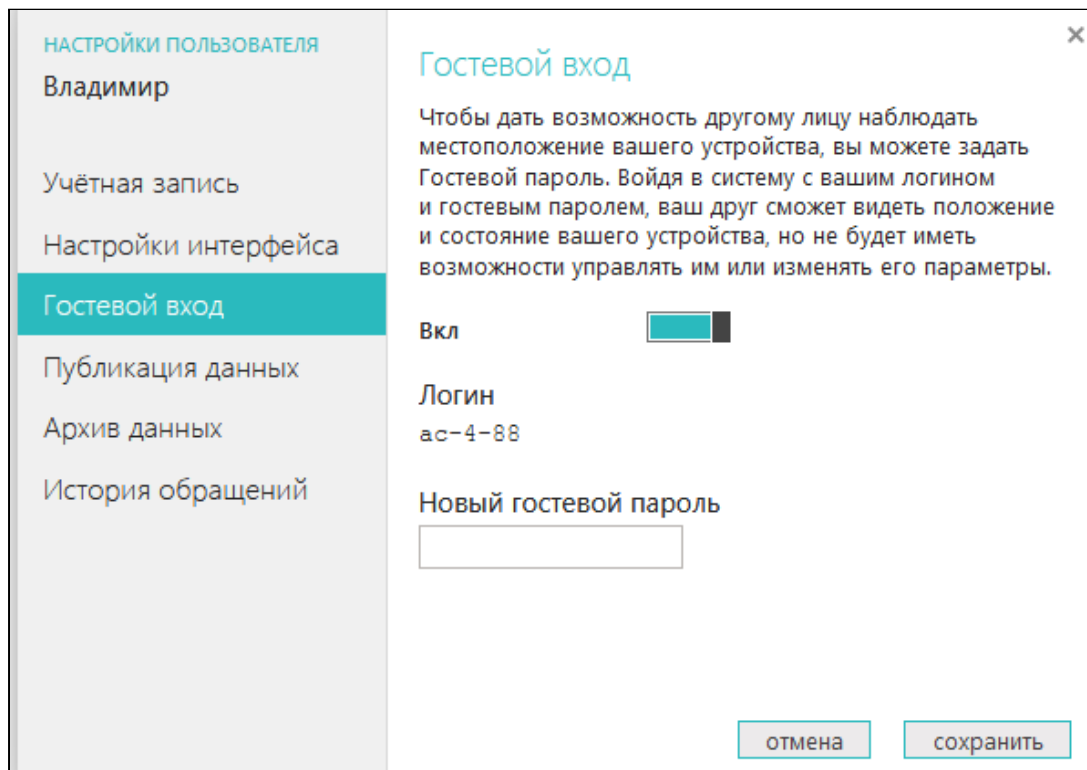 НАСТРОЙКИ ПОЛЬЗОВАТЕЛЯ
Владимир
Учётная запись
Настройки интерфейса
Гостевой вход
Публикация данных
Архив данных
История обращений
×
Гостевой вход
Чтобы дать возможность другому лицу наблюдать
местоположение вашего устройства, вы можете задать
Гостевой пароль. Войдя в систему с вашим логином
и гостевым паролем, ваш друг сможет видеть положение
и состояние вашего устройства, но не будет иметь
возможности управлять им или изменять его параметры.
Вкл
Логин
ac-4-88
Новый гостевой пароль
отмена
сохранить